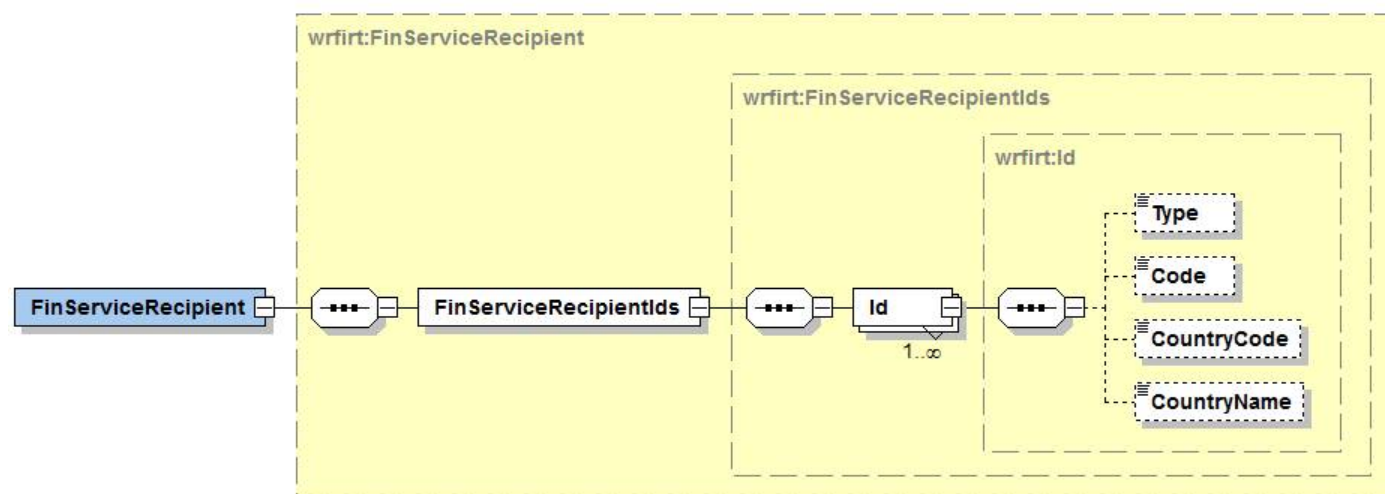 wrfirt:FinServiceRecipient
wrfirt:FinServiceRecipientIds
wrfirt:Id
Type
Code
FinServiceRecipient
FinServiceRecipientIds
Id
CountryCode
1..∞
CountryName